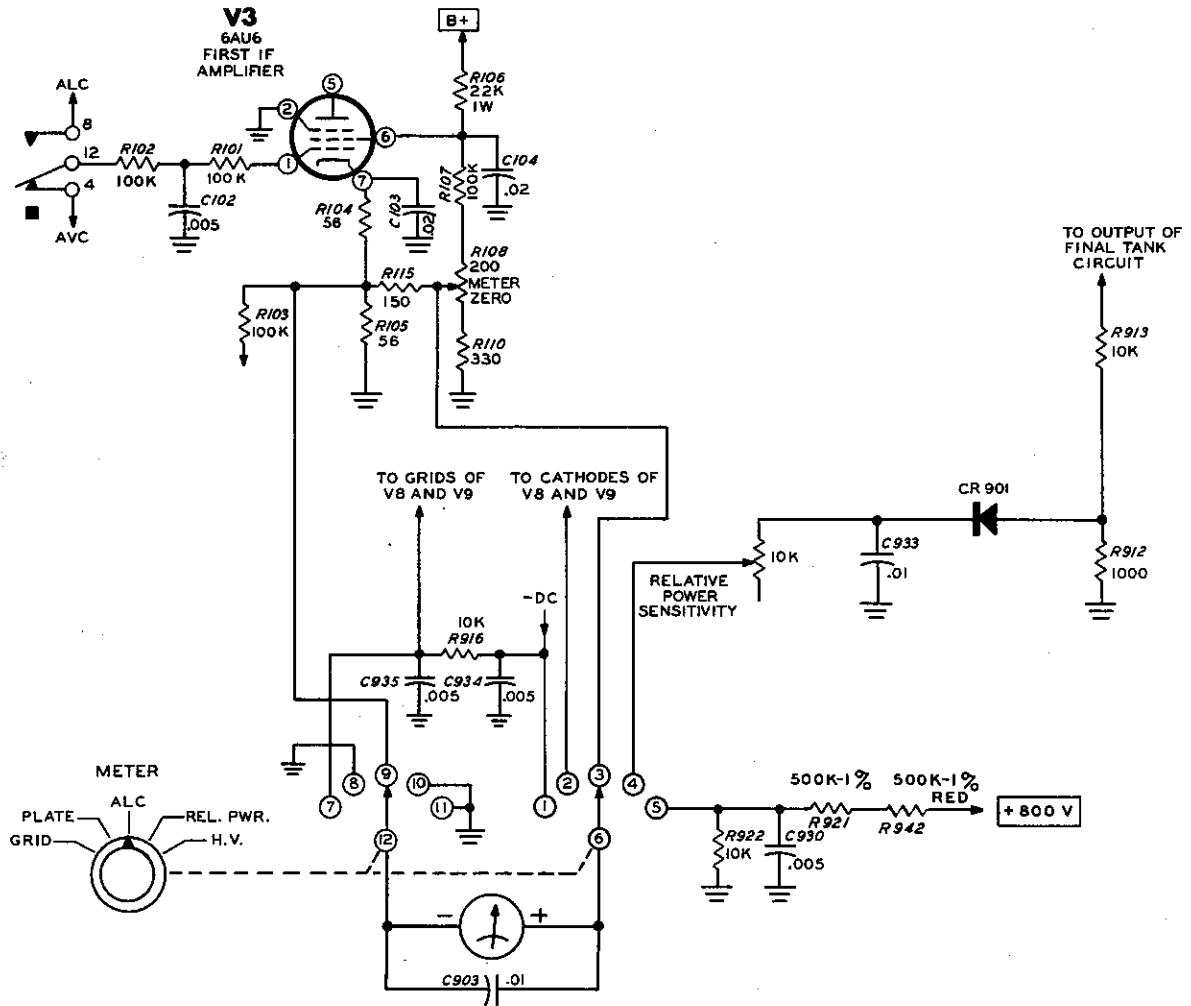 V3
6AU6
FIRST IF
AMPLIFIER
B+
R106
22K
1W
ALC
8
12
4
AVC
R102
100K
R101
100K
C102
.005
5
2
6
1
7
R104
56
C103
.02
R107
100K
C104
.02
R108
200
METER
ZERO
R115
150
R103
100K
R105
56
R110
330
TO OUTPUT OF
FINAL TANK
CIRCUIT
R913
10K
TO GRIDS OF
V8 AND V9
TO CATHODES OF
V8 AND V9
CR 901
10K
C933
.01
R912
1000
RELATIVE
POWER
SENSITIVITY
-DC
10K
R916
C935
.005
C934
.005
METER
GRID
PLATE
ALC
REL. PWR.
H.V.
7
8
9
10
11
12
1
2
3
4
5
6
500K-1%
R921
500K-1%
RED
R942
+ 800 V
R922
10K
C930
.005
-
+
C903
.01